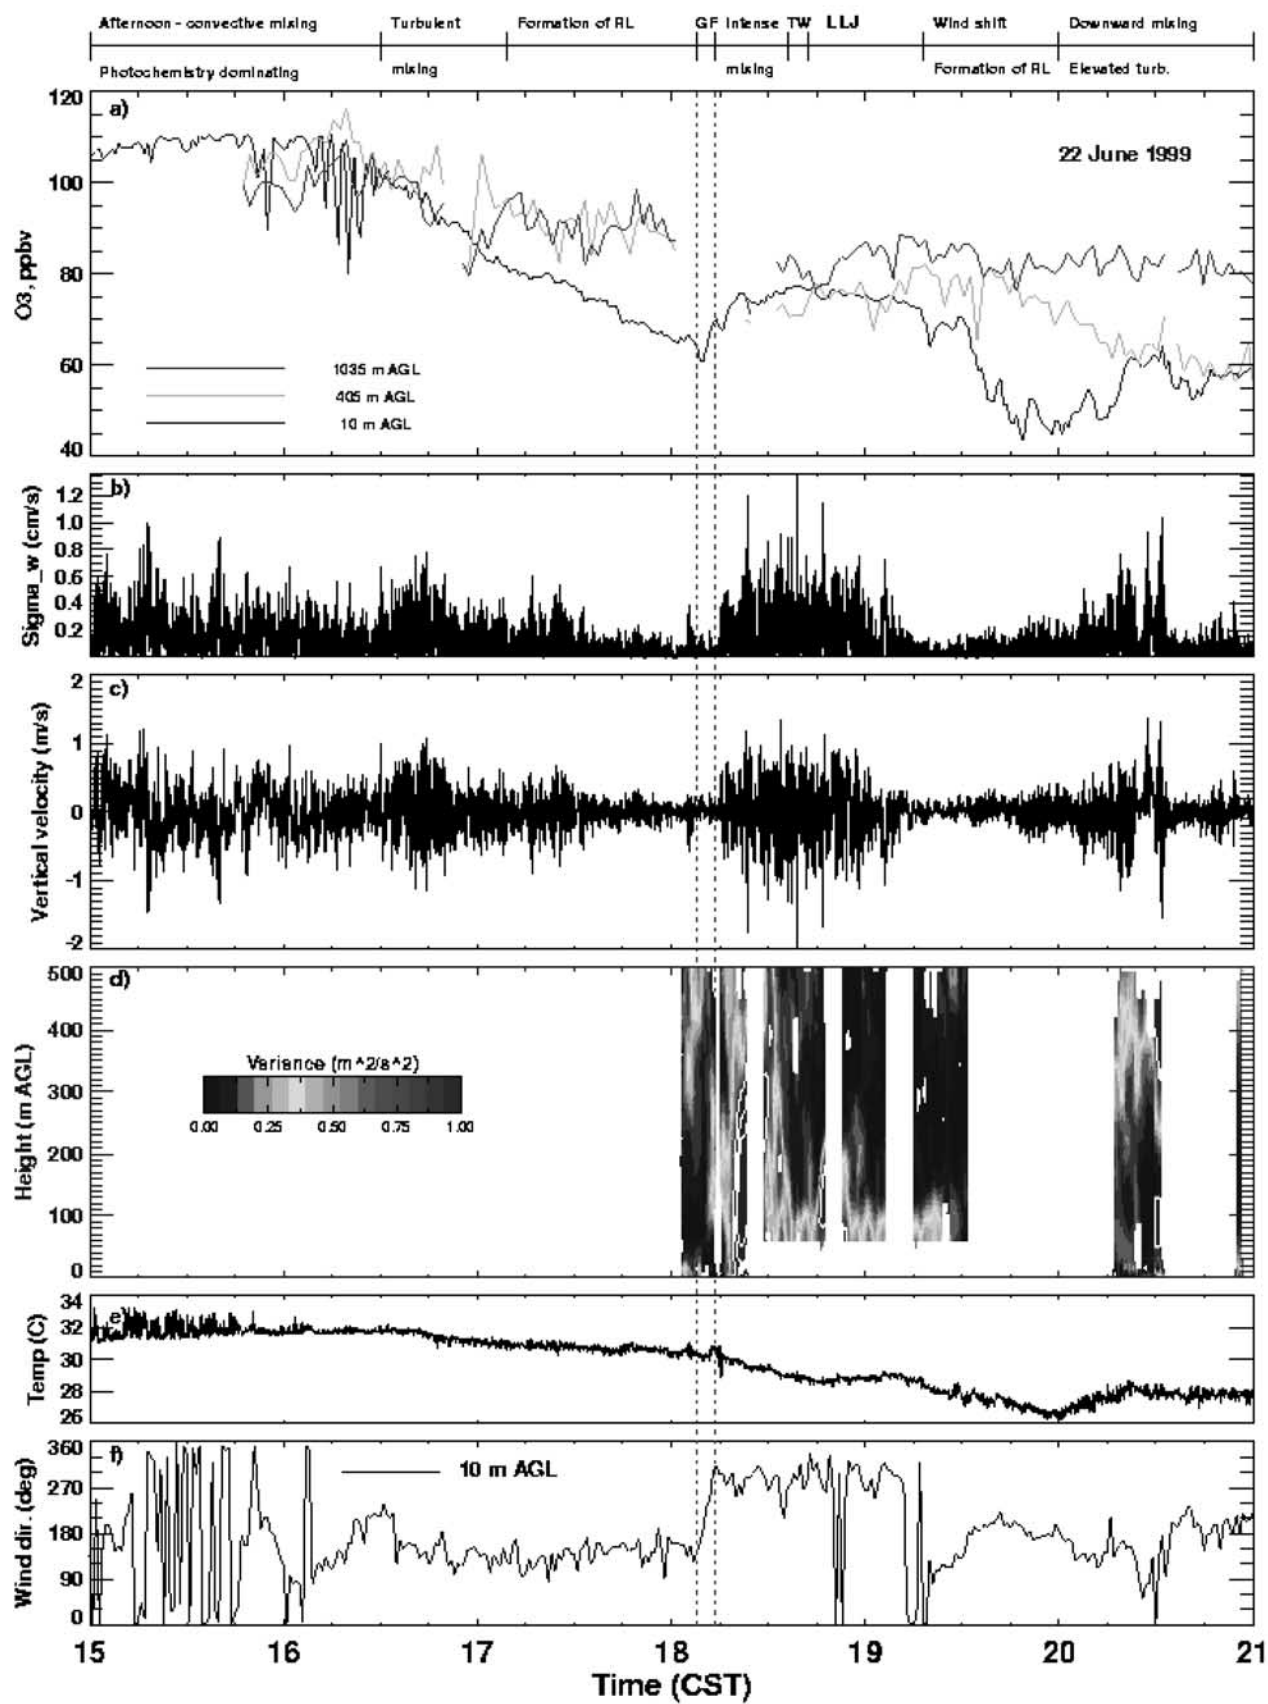 Afternoon - convective mixing Turbulent Formation of RL GF Intense TW LLJ Wind shift Downward mixing
Photochemistry dominating mixing mixing Formation of RL Elevated turb.
120
a)
22 June 1999
100
80
60
40
O3, ppbv
1035 m AGL
405 m AGL
10 m AGL
b)
1.2
1.0
0.8
0.6
0.4
0.2
Sigma_w (cm/s)
2
c)
1
0
-1
-2
Vertical velocity (m/s)
500
d)
400
300
200
100
0
Height (m AGL)
Variance (m^2/s^2)
0.00 0.25 0.50 0.75 1.00
34
e)
32
30
28
26
Temp (C)
360
f)
10 m AGL
270
180
90
0
Wind dir. (deg)
15 16 17 18 19 20 21
Time (CST)